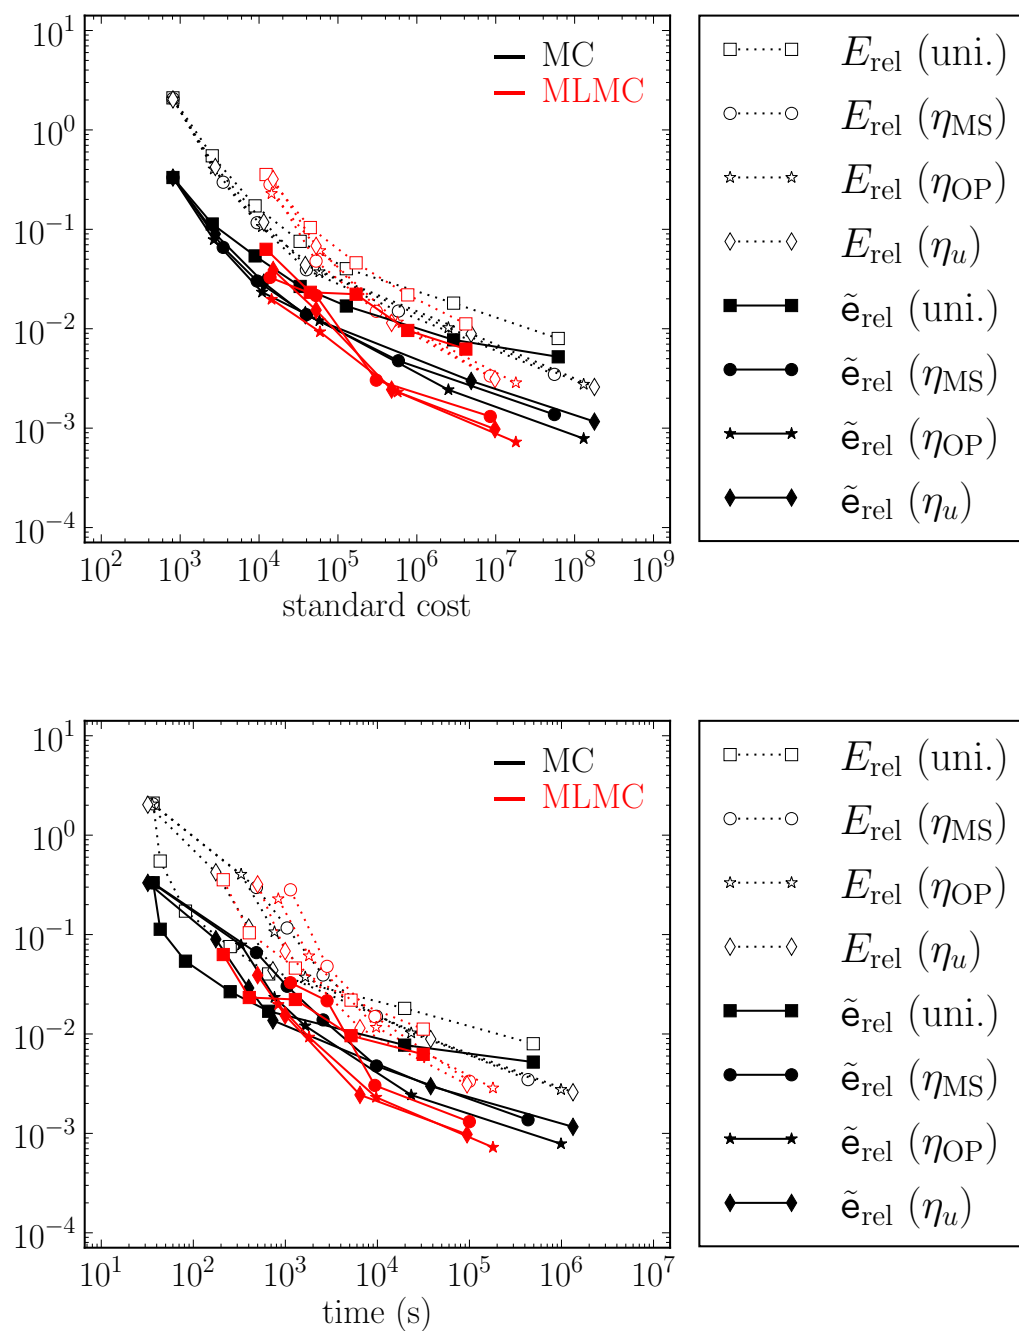 10^1
10^0
10^{-1}
10^{-2}
10^{-3}
10^{-4}
MC
MLMC
10^2 10^3 10^4 10^5 10^6 10^7 10^8 10^9
standard cost
E_rel (uni.)
E_rel (η_MS)
E_rel (η_OP)
E_rel (η_u)
ẽ_rel (uni.)
ẽ_rel (η_MS)
ẽ_rel (η_OP)
ẽ_rel (η_u)
10^1
10^0
10^{-1}
10^{-2}
10^{-3}
10^{-4}
MC
MLMC
10^1 10^2 10^3 10^4 10^5 10^6 10^7
time (s)
E_rel (uni.)
E_rel (η_MS)
E_rel (η_OP)
E_rel (η_u)
ẽ_rel (uni.)
ẽ_rel (η_MS)
ẽ_rel (η_OP)
ẽ_rel (η_u)